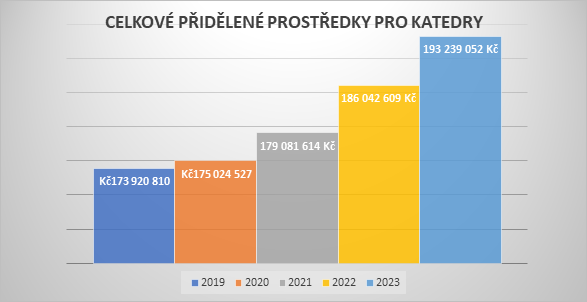 CELKOVÉ PŘIDĚLENÉ PROSTŘEDKY PRO KATEDRY
193 239 052 Kč
186 042 609 Kč
179 081 614 Kč
Kč173 920 810
Kč175 024 527
2019 2020 2021 2022 2023